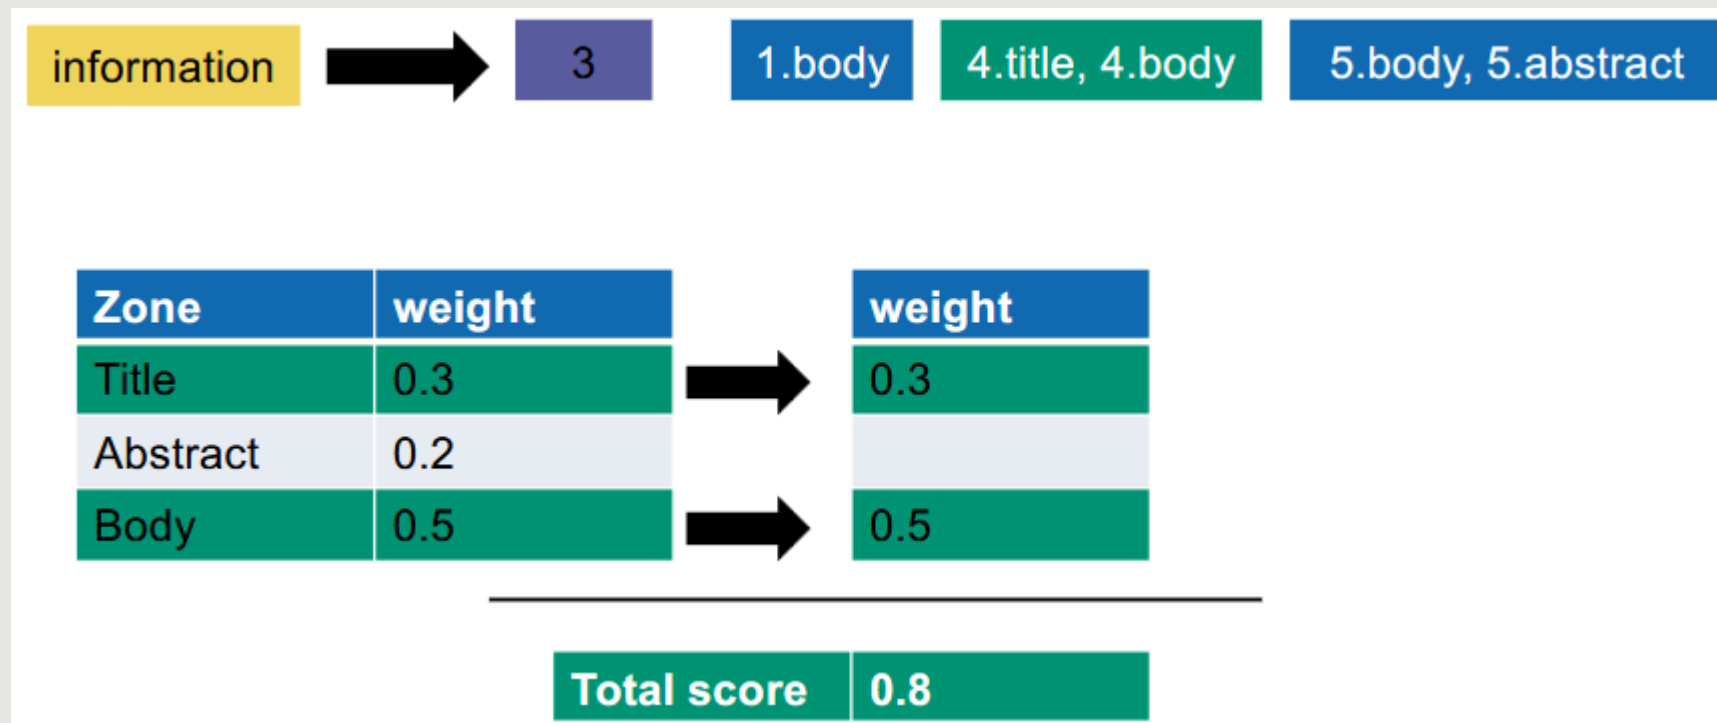 information 3 1.body 4.title, 4.body 5.body, 5.abstract
Zone weight weight
Title 0.3 0.3
Abstract 0.2
Body 0.5 0.5
Total score 0.8